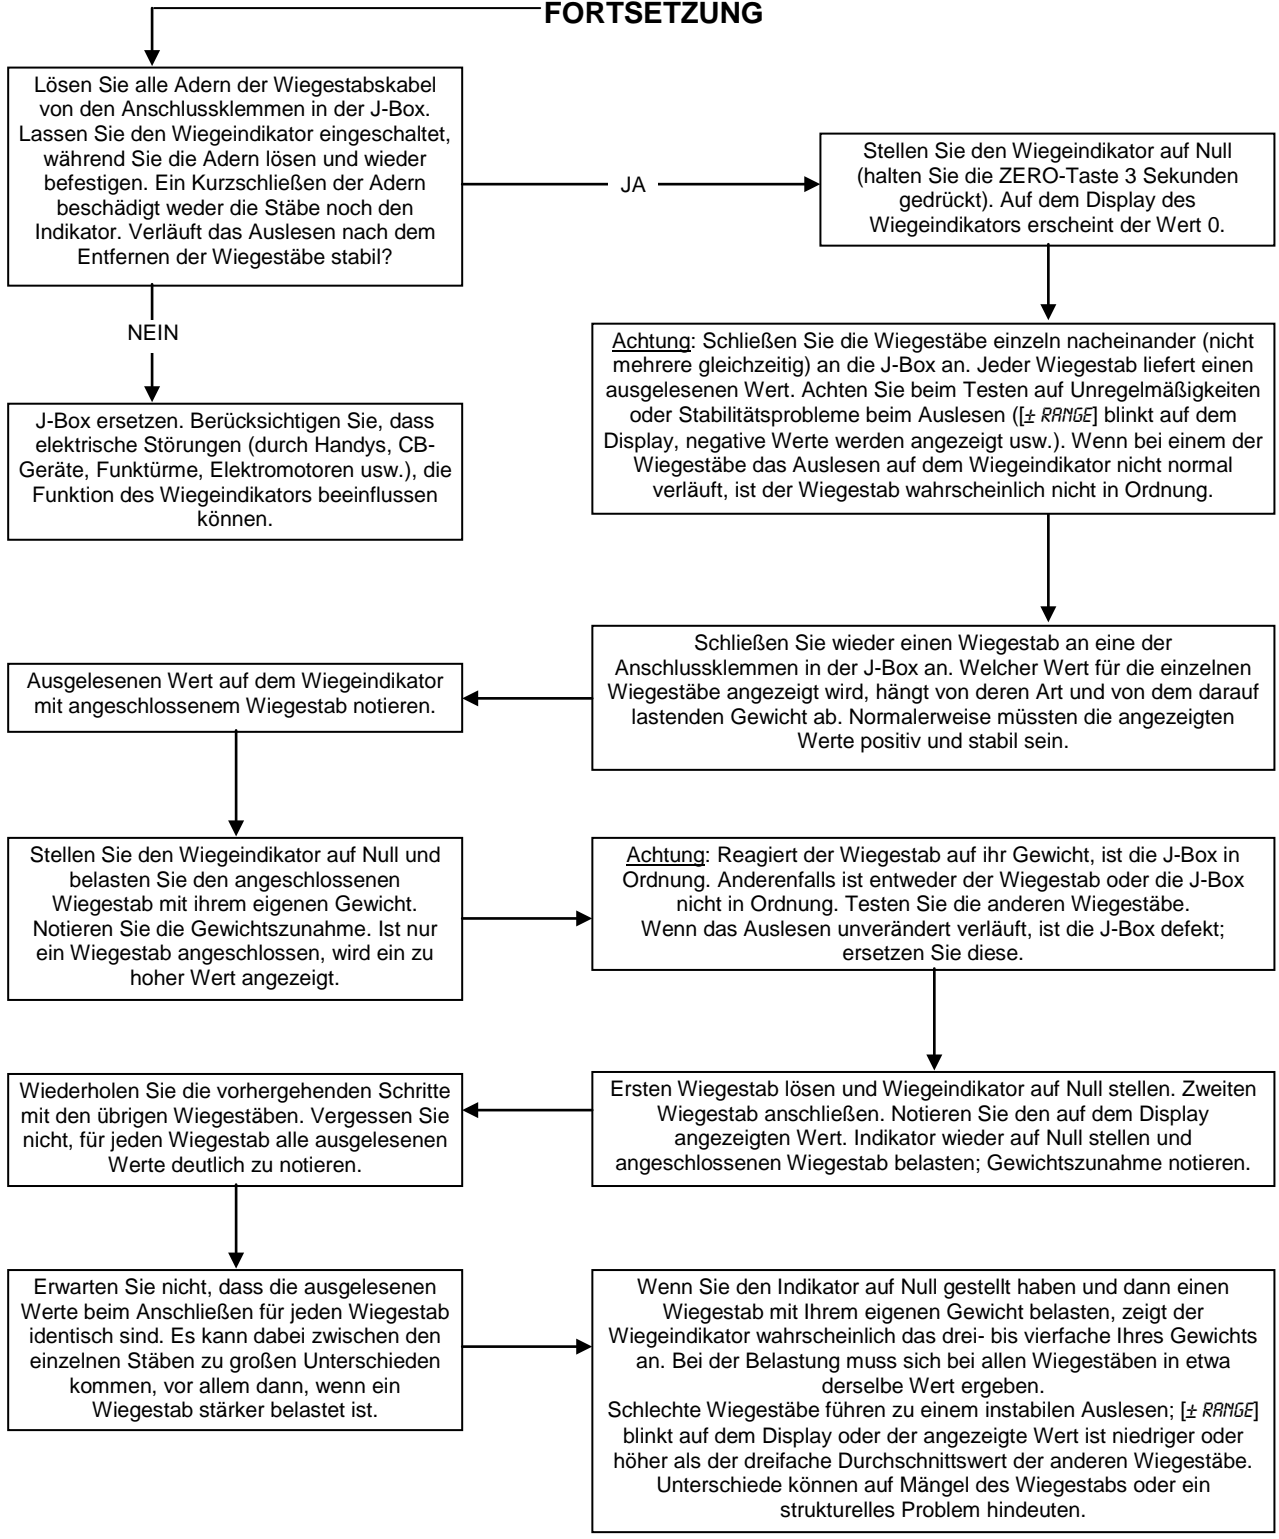 FORTSETZUNG
Lösen Sie alle Adern der Wiegestabskabel
von den Anschlussklemmen in der J-Box.
Lassen Sie den Wiegeindikator eingeschaltet,
während Sie die Adern lösen und wieder
befestigen. Ein Kurzschließen der Adern
beschädigt weder die Stäbe noch den
Indikator. Verläuft das Auslesen nach dem
Entfernen der Wiegestäbe stabil?
JA
Stellen Sie den Wiegeindikator auf Null
(halten Sie die ZERO-Taste 3 Sekunden
gedrückt). Auf dem Display des
Wiegeindikators erscheint der Wert 0.
NEIN
J-Box ersetzen. Berücksichtigen Sie, dass
elektrische Störungen (durch Handys, CB-
Geräte, Funktürme, Elektromotoren usw.), die
Funktion des Wiegeindikators beeinflussen
können.
Achtung: Schließen Sie die Wiegestäbe einzeln nacheinander (nicht
mehrere gleichzeitig) an die J-Box an. Jeder Wiegestab liefert einen
ausgelesenen Wert. Achten Sie beim Testen auf Unregelmäßigkeiten
oder Stabilitätsprobleme beim Auslesen ([± RANGE] blinkt auf dem
Display, negative Werte werden angezeigt usw.). Wenn bei einem der
Wiegestäbe das Auslesen auf dem Wiegeindikator nicht normal
verläuft, ist der Wiegestab wahrscheinlich nicht in Ordnung.
Schließen Sie wieder einen Wiegestab an eine der
Anschlussklemmen in der J-Box an. Welcher Wert für die einzelnen
Wiegestäbe angezeigt wird, hängt von deren Art und von dem darauf
lastenden Gewicht ab. Normalerweise müssten die angezeigten
Werte positiv und stabil sein.
Ausgelesenen Wert auf dem Wiegeindikator
mit angeschlossenem Wiegestab notieren.
Stellen Sie den Wiegeindikator auf Null und
belasten Sie den angeschlossenen
Wiegestab mit ihrem eigenen Gewicht.
Notieren Sie die Gewichtszunahme. Ist nur
ein Wiegestab angeschlossen, wird ein zu
hoher Wert angezeigt.
Achtung: Reagiert der Wiegestab auf ihr Gewicht, ist die J-Box in
Ordnung. Anderenfalls ist entweder der Wiegestab oder die J-Box
nicht in Ordnung. Testen Sie die anderen Wiegestäbe.
Wenn das Auslesen unverändert verläuft, ist die J-Box defekt;
ersetzen Sie diese.
Ersten Wiegestab lösen und Wiegeindikator auf Null stellen. Zweiten
Wiegestab anschließen. Notieren Sie den auf dem Display
angezeigten Wert. Indikator wieder auf Null stellen und
angeschlossenen Wiegestab belasten; Gewichtszunahme notieren.
Wiederholen Sie die vorhergehenden Schritte
mit den übrigen Wiegestäben. Vergessen Sie
nicht, für jeden Wiegestab alle ausgelesenen
Werte deutlich zu notieren.
Erwarten Sie nicht, dass die ausgelesenen
Werte beim Anschließen für jeden Wiegestab
identisch sind. Es kann dabei zwischen den
einzelnen Stäben zu großen Unterschieden
kommen, vor allem dann, wenn ein
Wiegestab stärker belastet ist.
Wenn Sie den Indikator auf Null gestellt haben und dann einen
Wiegestab mit Ihrem eigenen Gewicht belasten, zeigt der
Wiegeindikator wahrscheinlich das drei- bis vierfache Ihres Gewichts
an. Bei der Belastung muss sich bei allen Wiegestäben in etwa
derselbe Wert ergeben.
Schlechte Wiegestäbe führen zu einem instabilen Auslesen; [± RANGE]
blinkt auf dem Display oder der angezeigte Wert ist niedriger oder
höher als der dreifache Durchschnittswert der anderen Wiegestäbe.
Unterschiede können auf Mängel des Wiegestabs oder ein
strukturelles Problem hindeuten.